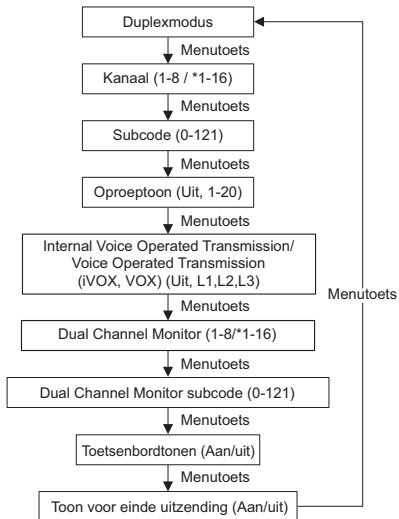 Duplexmodus
Menutoets
Kanaal (1-8 / *1-16)
Menutoets
Subcode (0-121)
Menutoets
Oproeptoon (Uit, 1-20)
Menutoets
Internal Voice Operated Transmission/
Voice Operated Transmission
(iVOX, VOX) (Uit, L1,L2,L3)
Menutoets
Menutoets
Dual Channel Monitor (1-8/*1-16)
Menutoets
Dual Channel Monitor subcode (0-121)
Menutoets
Toetsenbordtonen (Aan/uit)
Menutoets
Toon voor einde uitzending (Aan/uit)